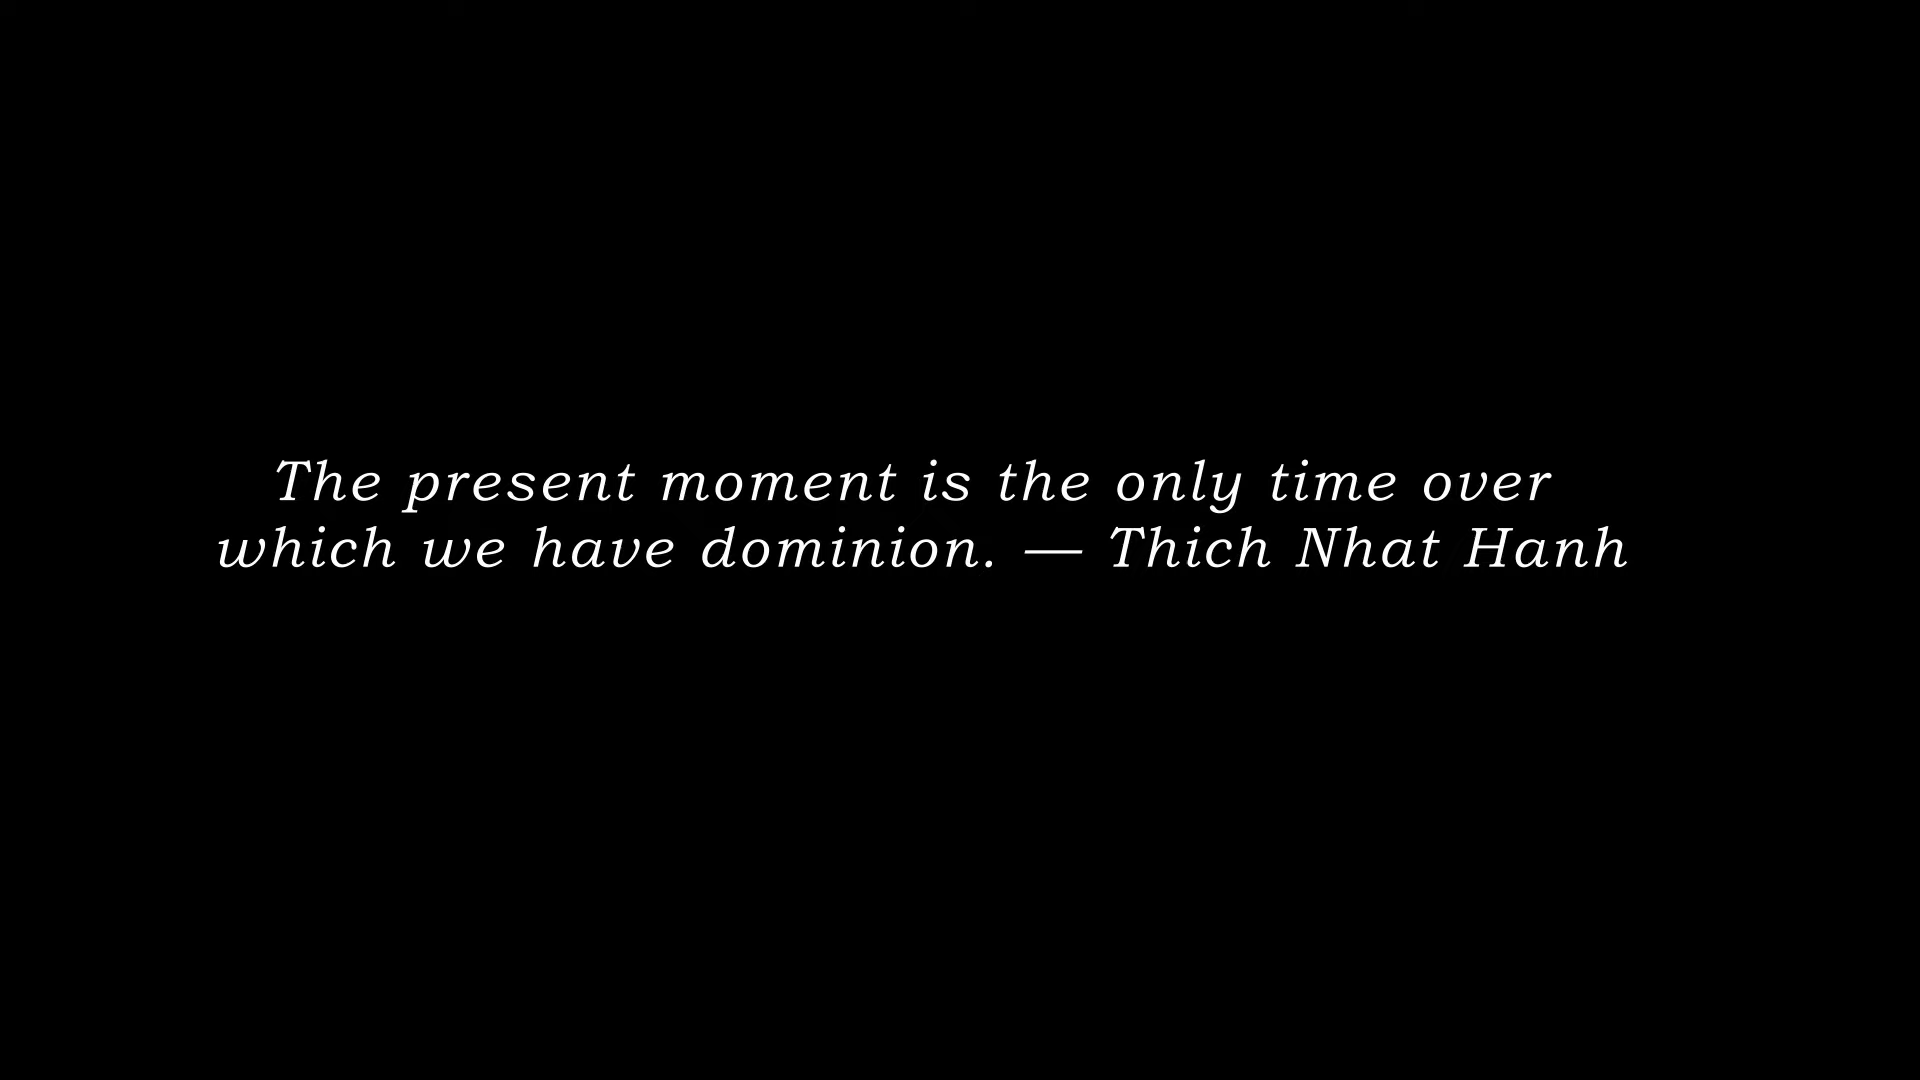 The present moment is the only time over
which we have dominion. — Thich Nhat Hanh